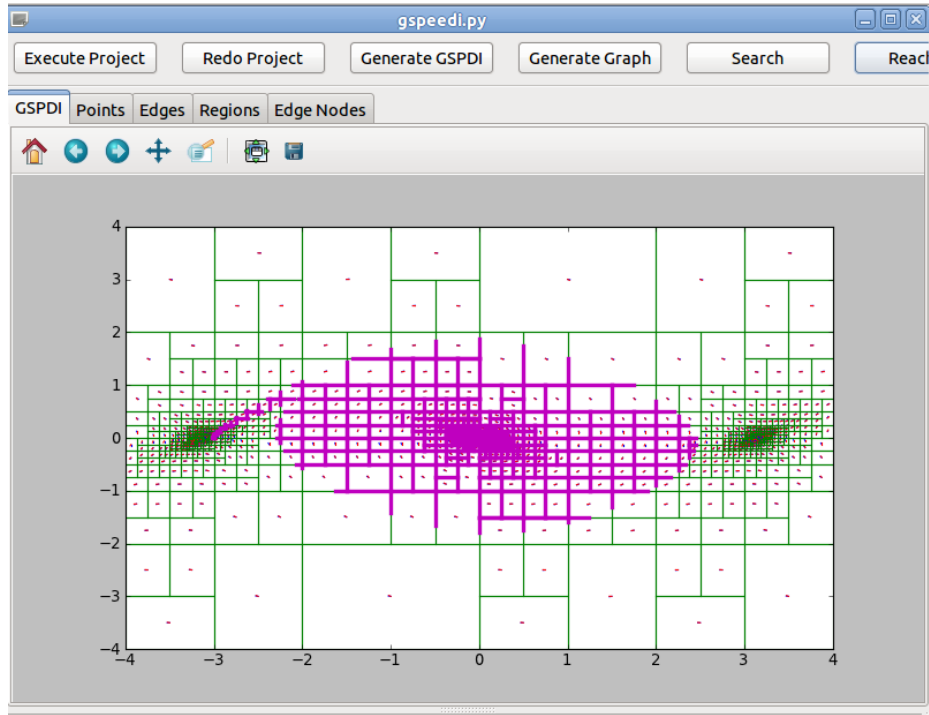 gspeedi.py
Execute Project Redo Project Generate GSPDI Generate Graph Search Reach
GSPDI Points Edges Regions Edge Nodes
4
3
2
1
0
−1
−2
−3
−4
−4 −3 −2 −1 0 1 2 3 4